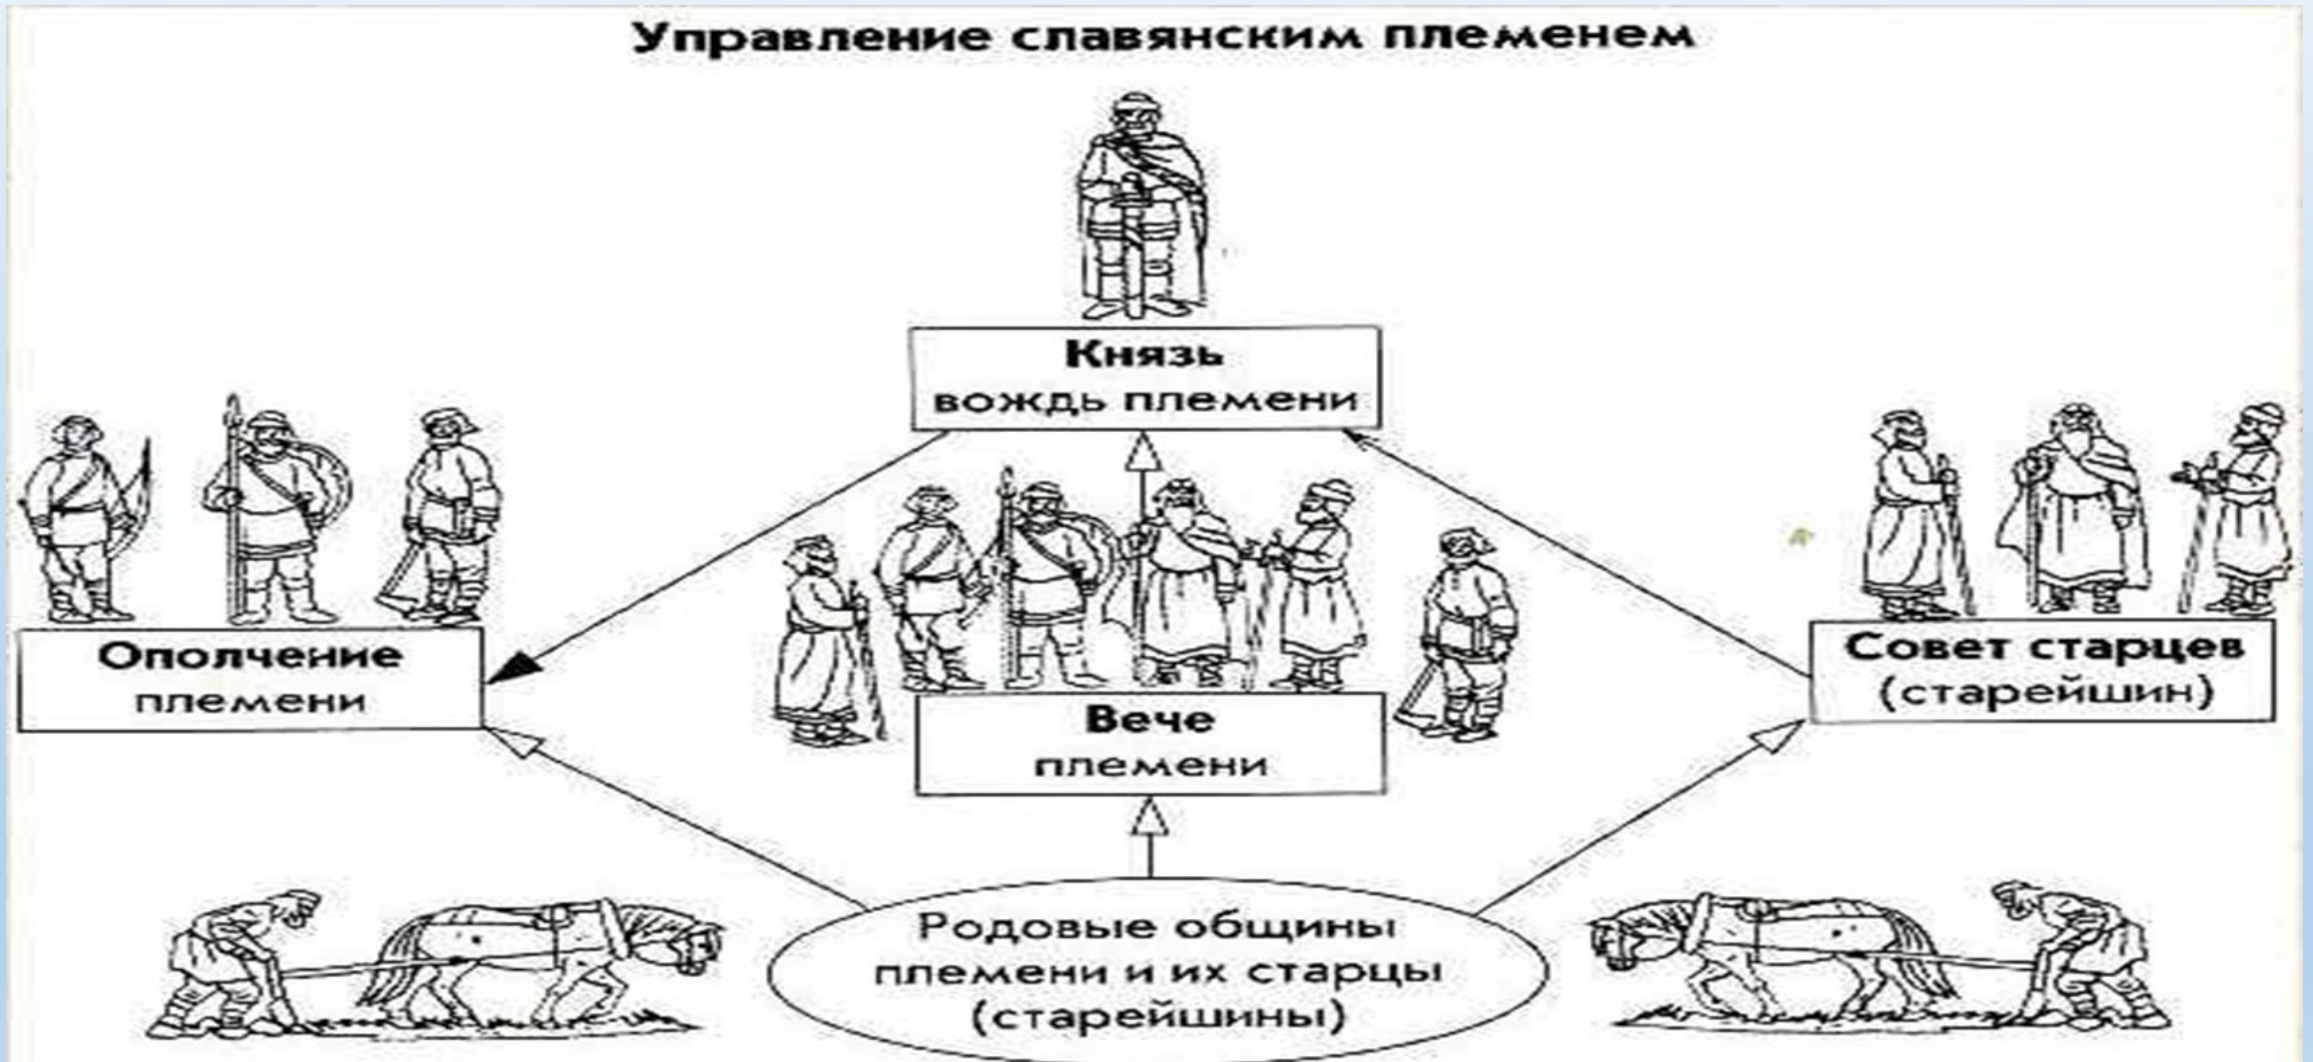 Управление славянским племенем
Князь
вождь племени
Ополчение
племени
Вече
племени
Совет старцев
(старейшин)
Родовые общины
племени и их старцы
(старейшины)